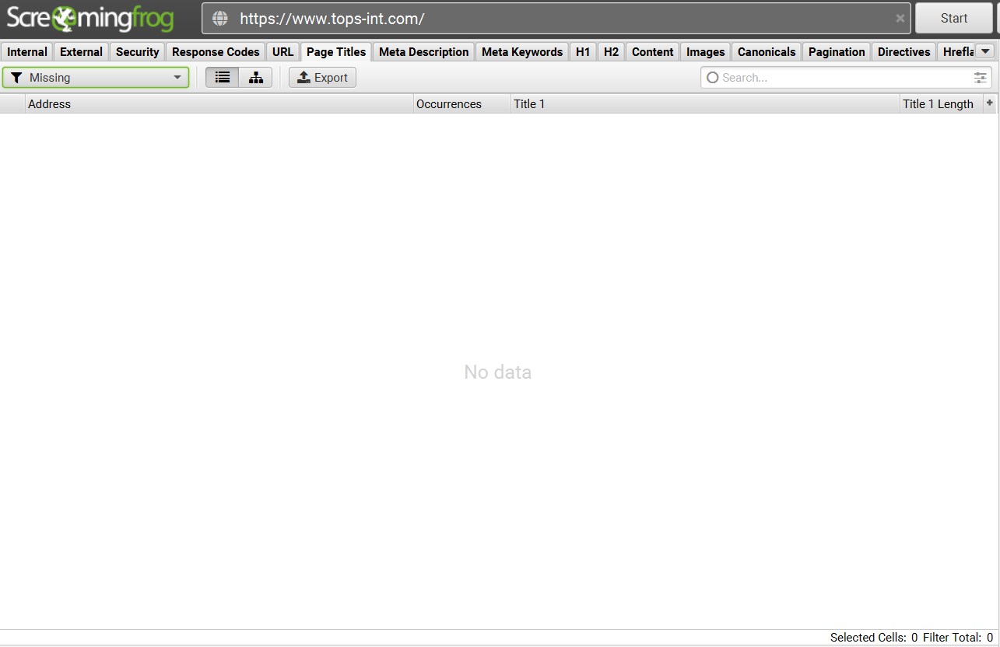 Screamingfrog
https://www.tops-int.com/
Start
Internal External Security Response Codes URL Page Titles Meta Description Meta Keywords H1 H2 Content Images Canonicals Pagination Directives Hrefla
Missing Export Search...
Address Occurrences Title 1 Title 1 Length +
No data
Selected Cells: 0 Filter Total: 0